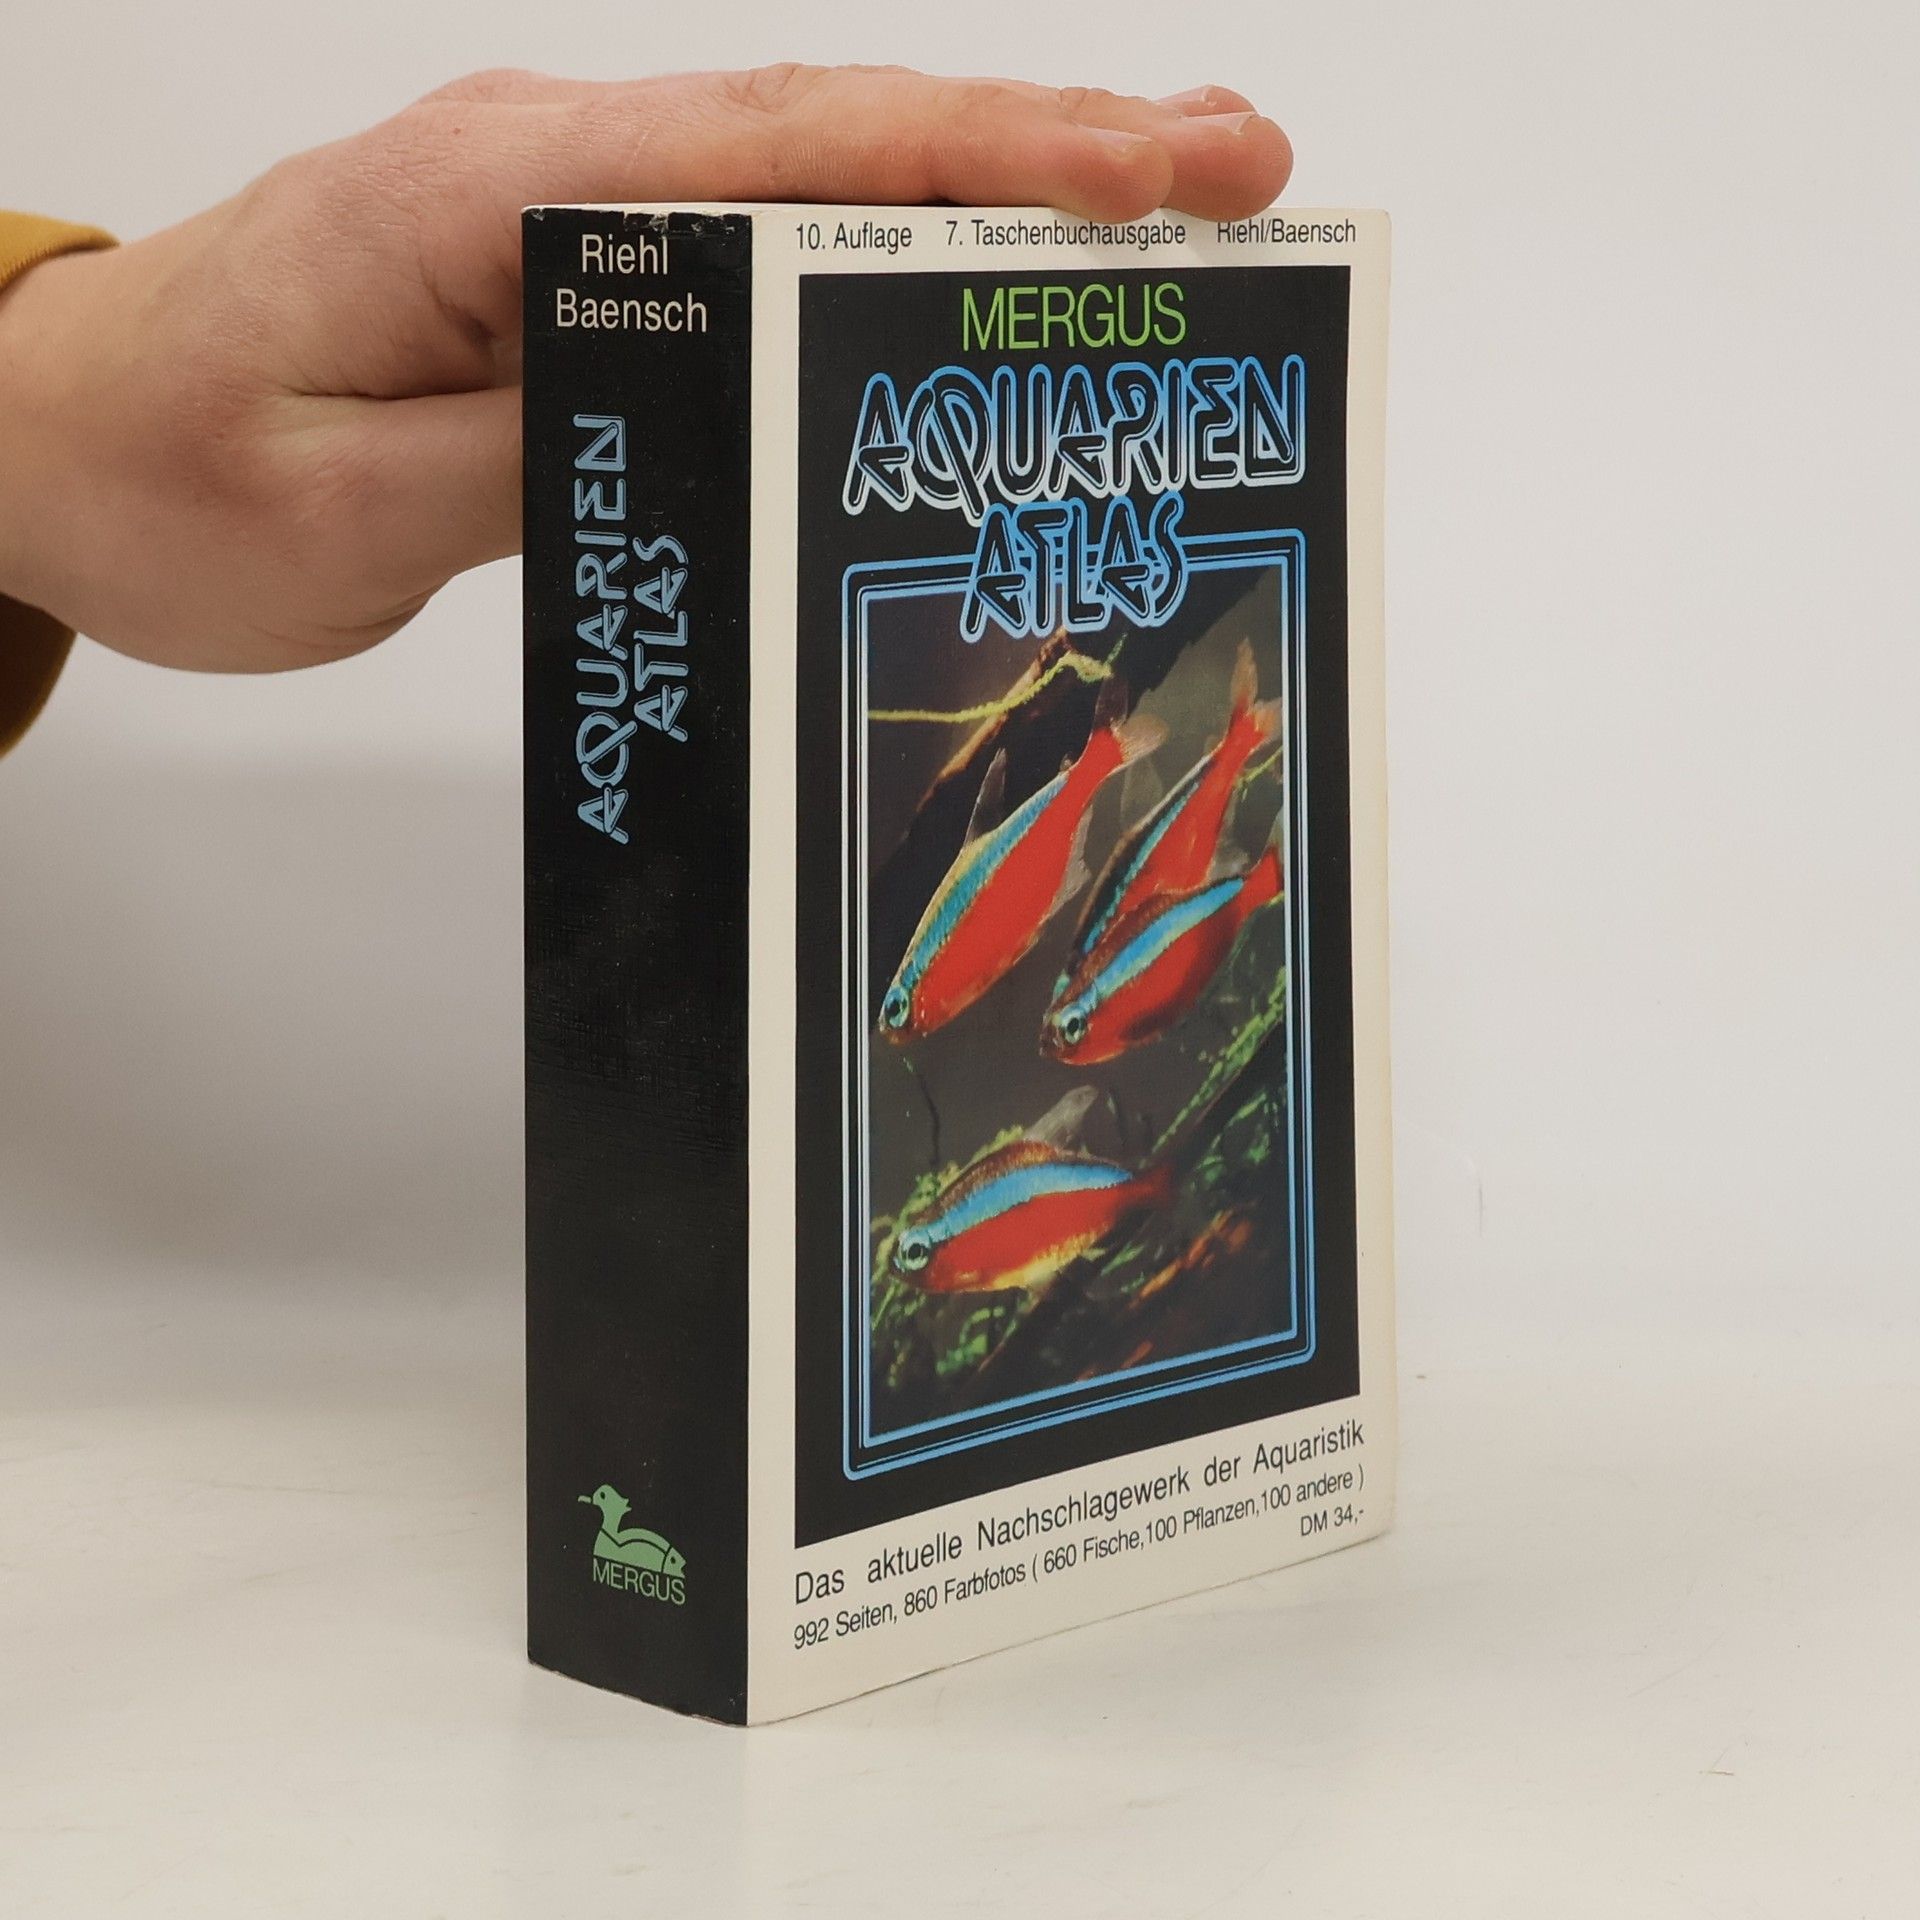 Riehl
Baensch
AQUARIEN
ATLAS
MERGUS
10. Auflage 7. Taschenbuchausgabe Riehl/Baensch
MERGUS
AQUARIEN
ATLAS
Das aktuelle Nachschlagewerk der Aquaristik
992 Seiten, 860 Farbfotos ( 660 Fische, 100 Pflanzen, 100 andere )
DM 34,-